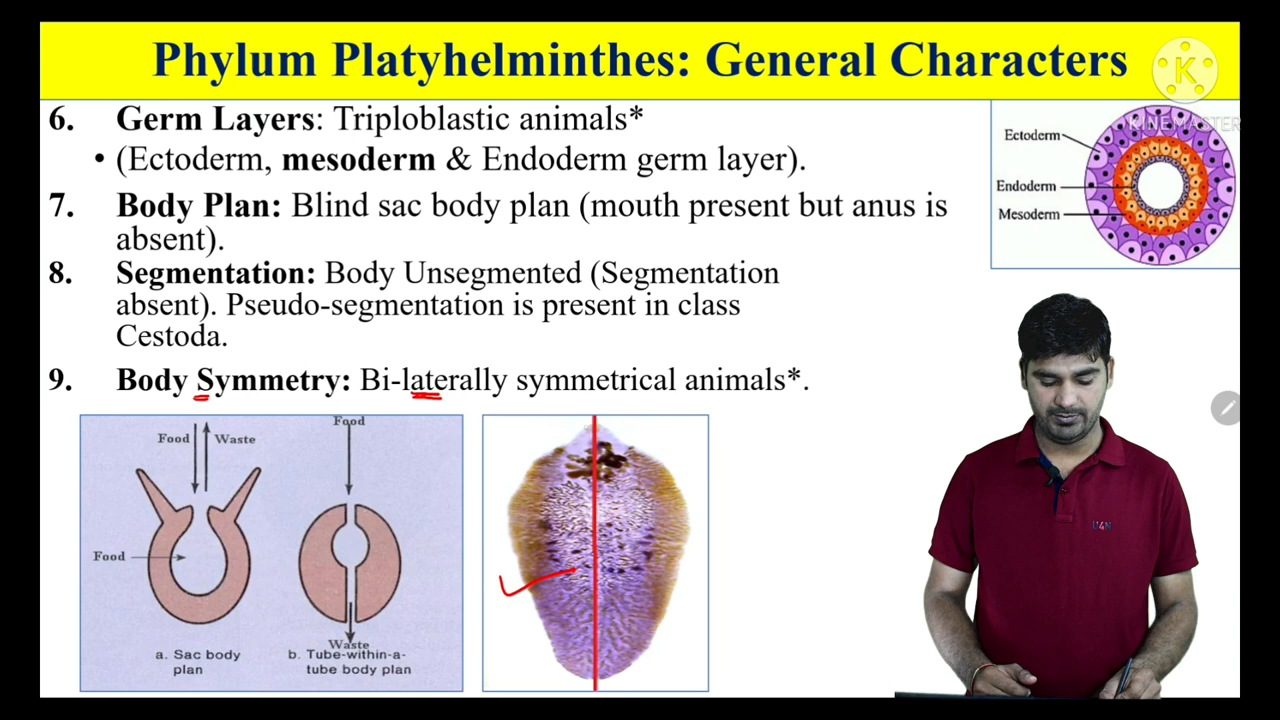 Phylum Platyhelminthes: General Characters
K
KINEMASTER
6. Germ Layers: Triploblastic animals*
• (Ectoderm, mesoderm & Endoderm germ layer).
7. Body Plan: Blind sac body plan (mouth present but anus is
absent).
8. Segmentation: Body Unsegmented (Segmentation
absent). Pseudo-segmentation is present in class
Cestoda.
9. Body Symmetry: Bi-laterally symmetrical animals*.
Ectoderm
Endoderm
Mesoderm
Food
Waste
Food
a. Sac body
plan
Food
Waste
b. Tube-within-a-
tube body plan
U4N